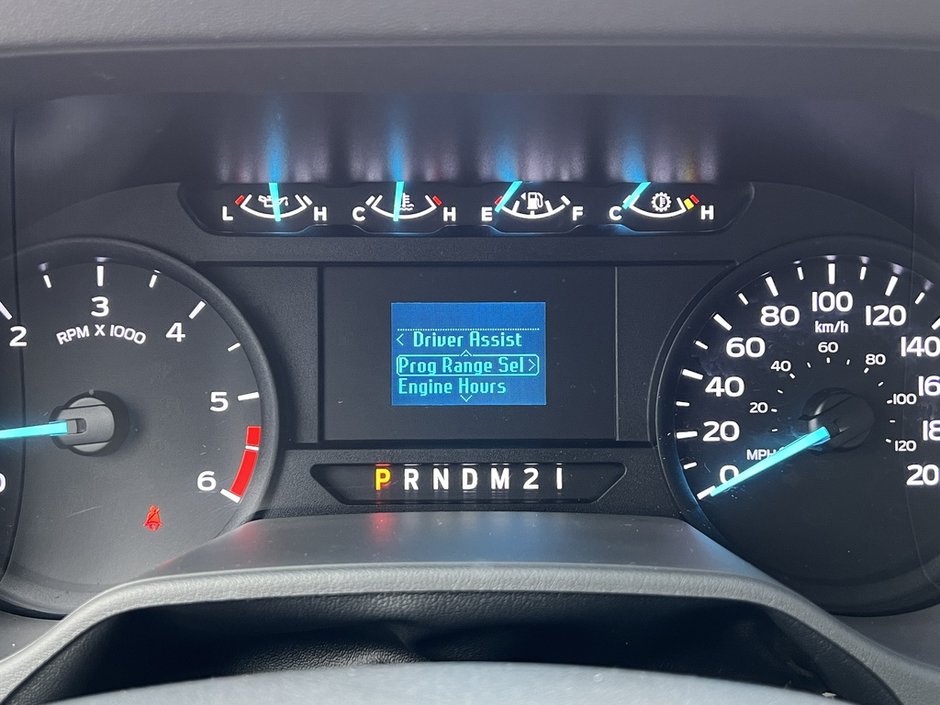 L H C H E F C H
2 3 4 5 6
RPM X 1000
Driver Assist
Prog Range Sel
Engine Hours
P R N D M 2 1
0 20 40 60 80 100 120 140
km/h
20 40 60 80 100 120
MPH